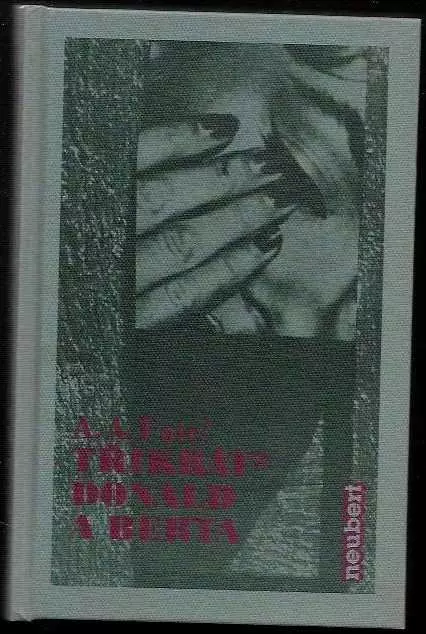 A. A. Fair:
TŘIKRÁT
DONALD
A BERTA
neubert